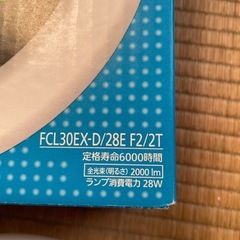 FCL30EX-D/28E F2/2T
定格寿命6000時間
全光束(明るさ) 2000 lm
ランプ消費電力 28W